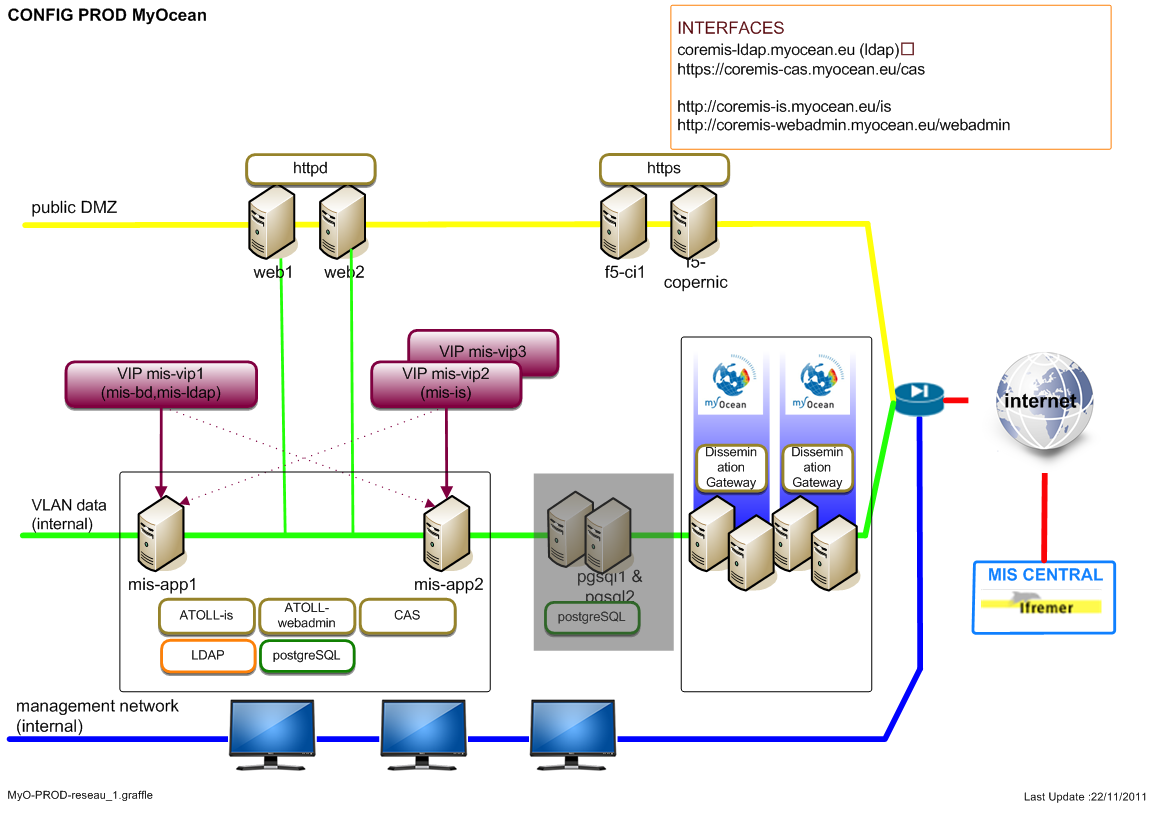 CONFIG PROD MyOcean
INTERFACES
coremis-ldap.myocean.eu (ldap)
https://coremis-cas.myocean.eu/cas
http://coremis-is.myocean.eu/is
http://coremis-webadmin.myocean.eu/webadmin
httpd
https
public DMZ
web1
web2
f5-ci1
f5-
copernic
VIP mis-vip3
VIP mis-vip1
(mis-bd,mis-ldap)
VIP mis-vip2
(mis-is)
myOcean
myOcean
internet
Dissemin
ation
Gateway
Dissemin
ation
Gateway
VLAN data
(internal)
mis-app1
mis-app2
pgsql1 &
pgsql2
postgreSQL
ATOLL-is
ATOLL-
webadmin
CAS
LDAP
postgreSQL
MIS CENTRAL
Ifremer
management network
(internal)
MyO-PROD-reseau_1.graffle
Last Update :22/11/2011